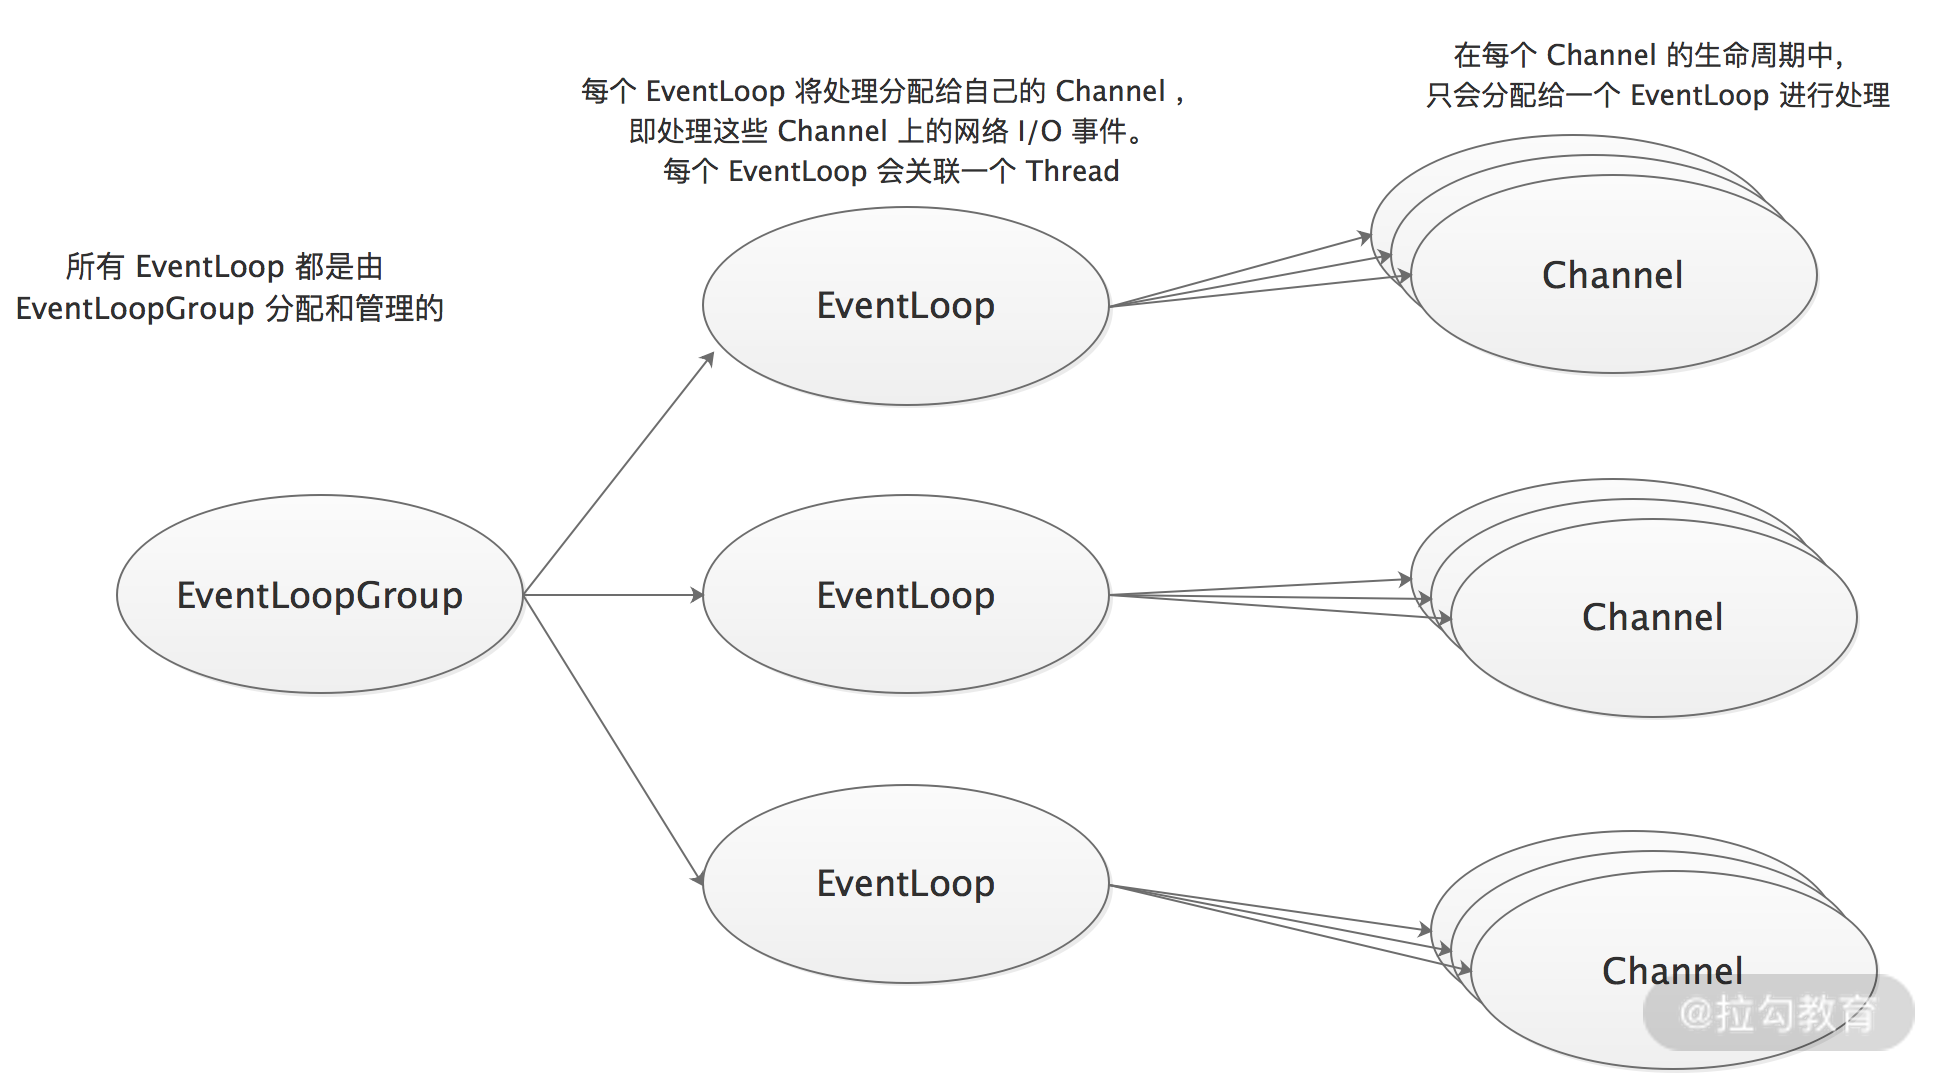 在每个 Channel 的生命周期中，
只会分配给一个 EventLoop 进行处理
每个 EventLoop 将处理分配给自己的 Channel ，
即处理这些 Channel 上的网络 I/O 事件。
每个 EventLoop 会关联一个 Thread
所有 EventLoop 都是由
EventLoopGroup 分配和管理的
EventLoop
Channel
EventLoopGroup
EventLoop
Channel
EventLoop
Channel
@拉勾教育